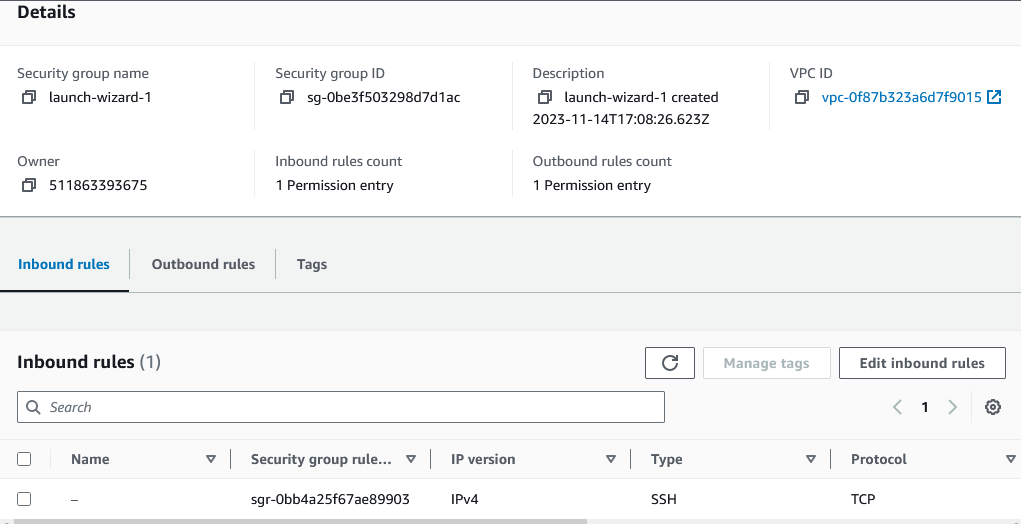 Details
Security group name
launch-wizard-1
Security group ID
sg-0be3f503298d7d1ac
Description
launch-wizard-1 created
2023-11-14T17:08:26.623Z
VPC ID
vpc-0f87b323a6d7f9015
Owner
511863393675
Inbound rules count
1 Permission entry
Outbound rules count
1 Permission entry
Inbound rules Outbound rules Tags
Inbound rules (1)
Manage tags Edit inbound rules
Search
1
Name Security group rule... IP version Type Protocol
– sgr-0bb4a25f67ae89903 IPv4 SSH TCP